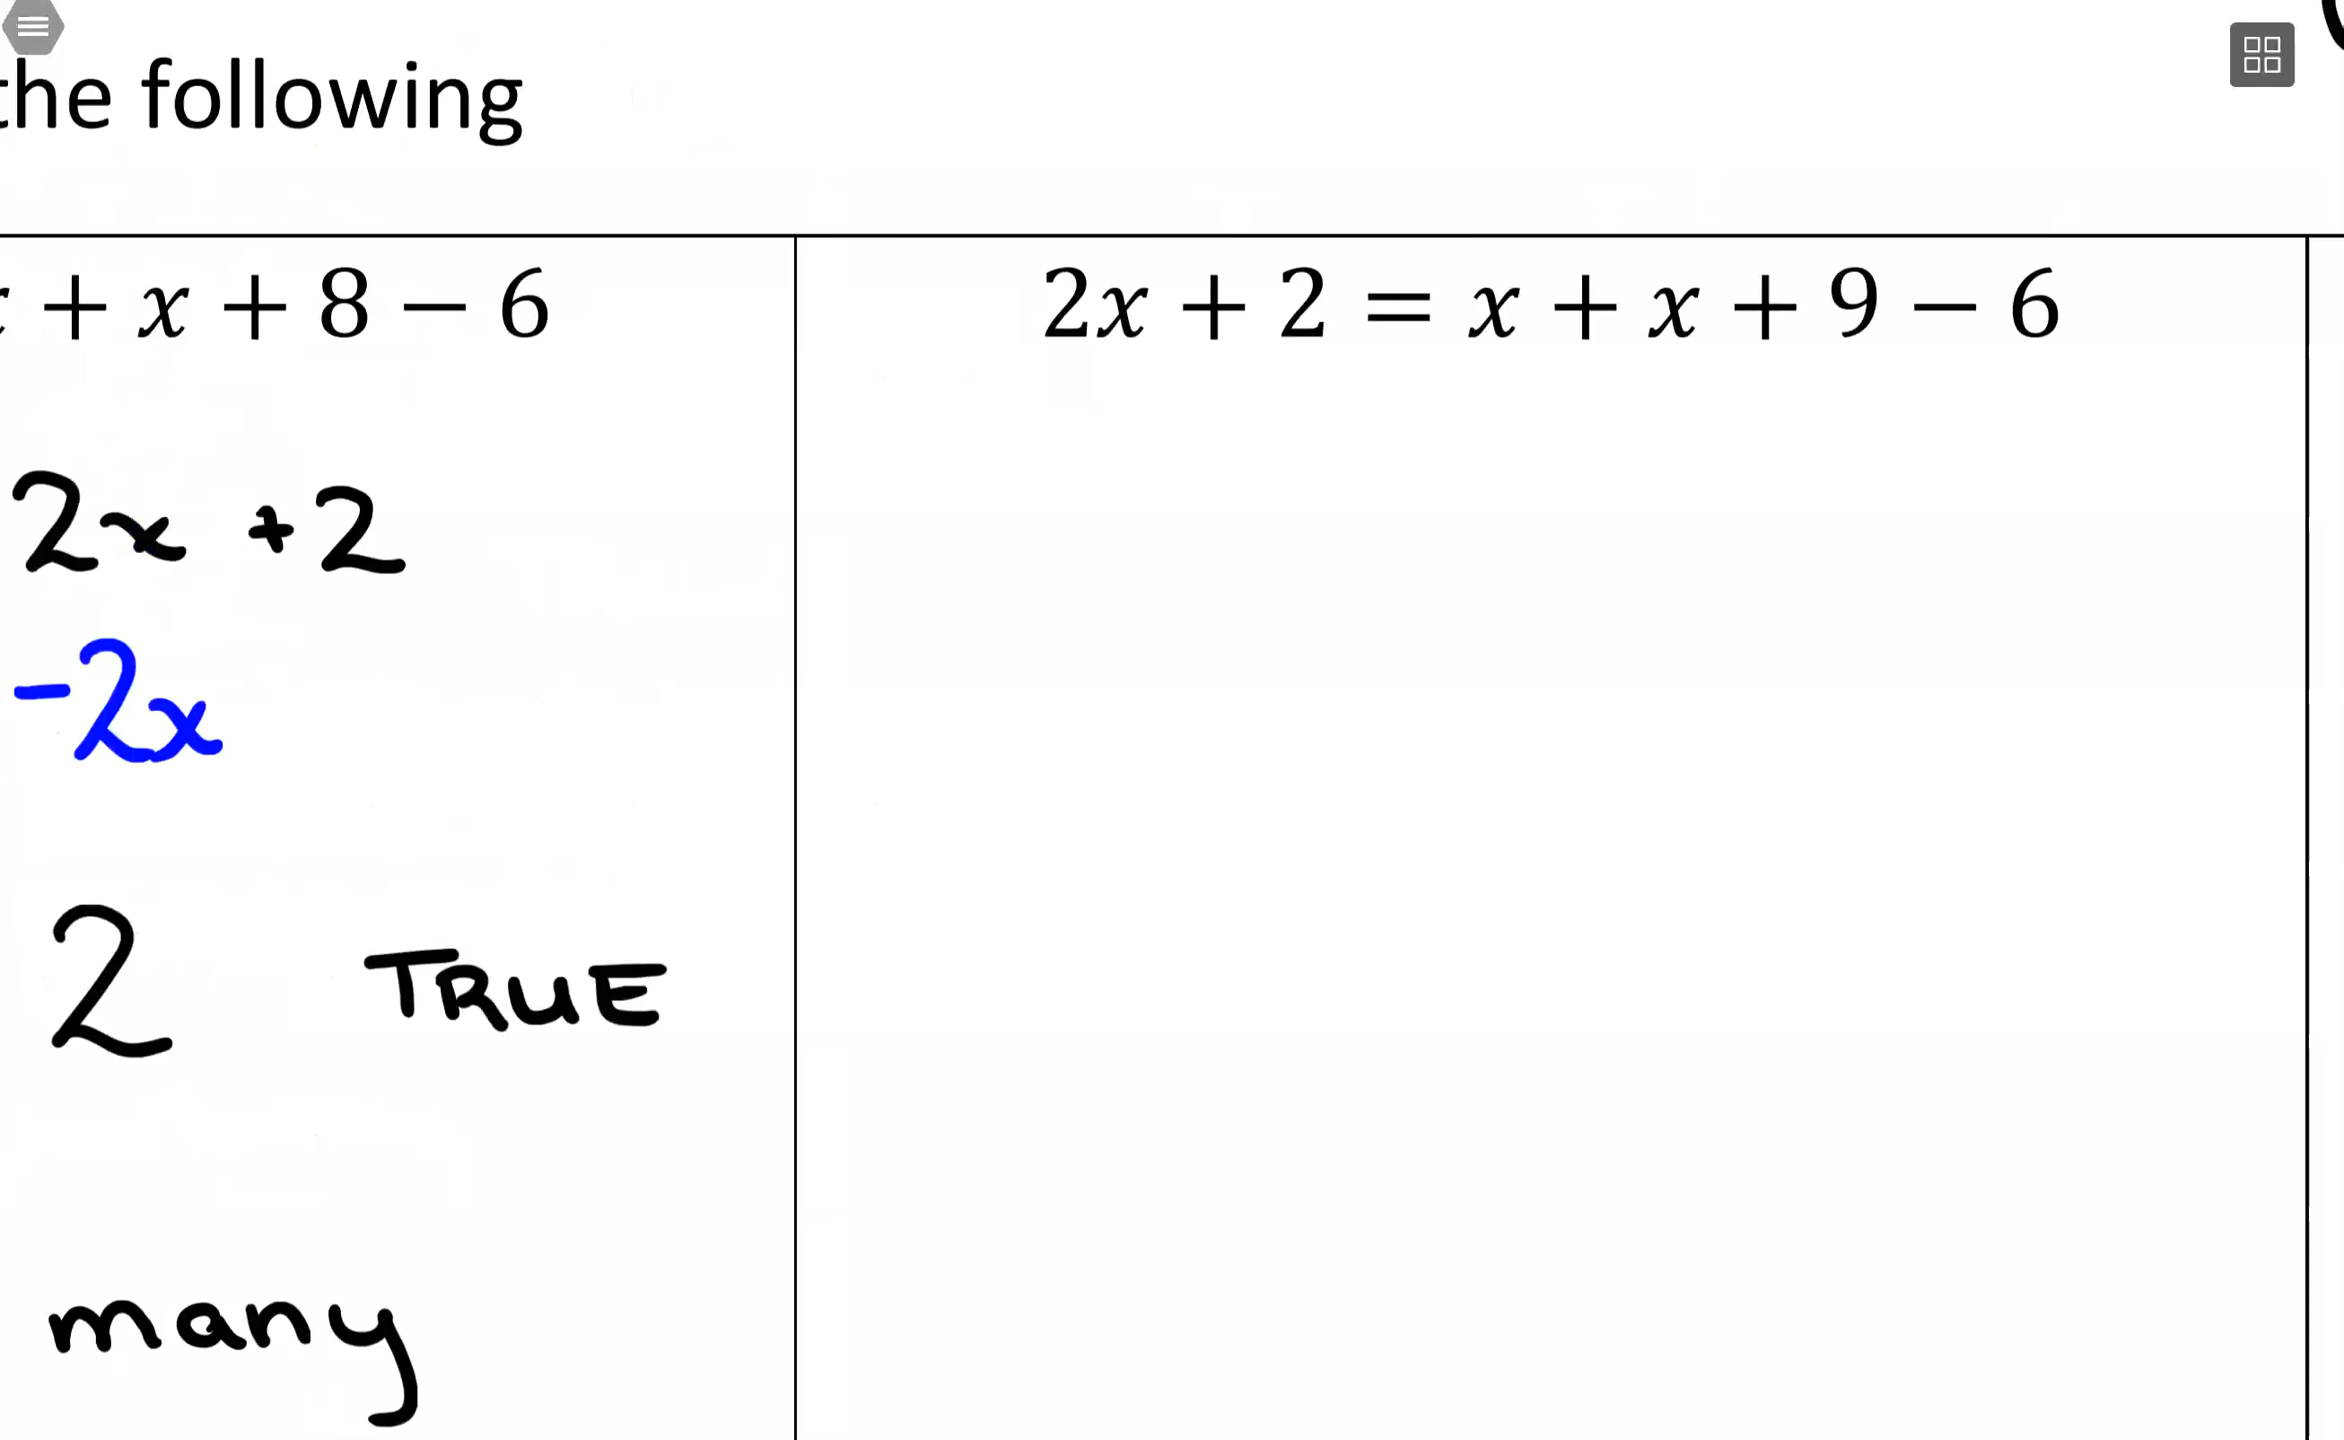 the following
+ x + 8 − 6
2x + 2 = x + x + 9 − 6
2x +2
-2x
2 TRUE
many